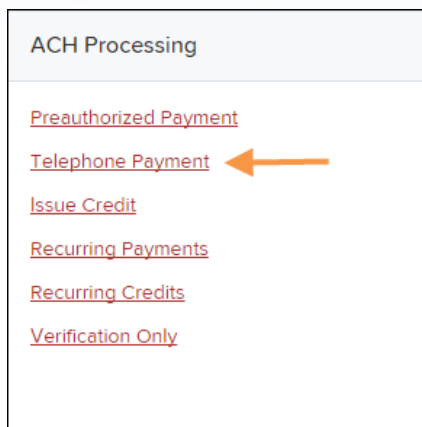 ACH Processing
Preauthorized Payment
Telephone Payment
Issue Credit
Recurring Payments
Recurring Credits
Verification Only